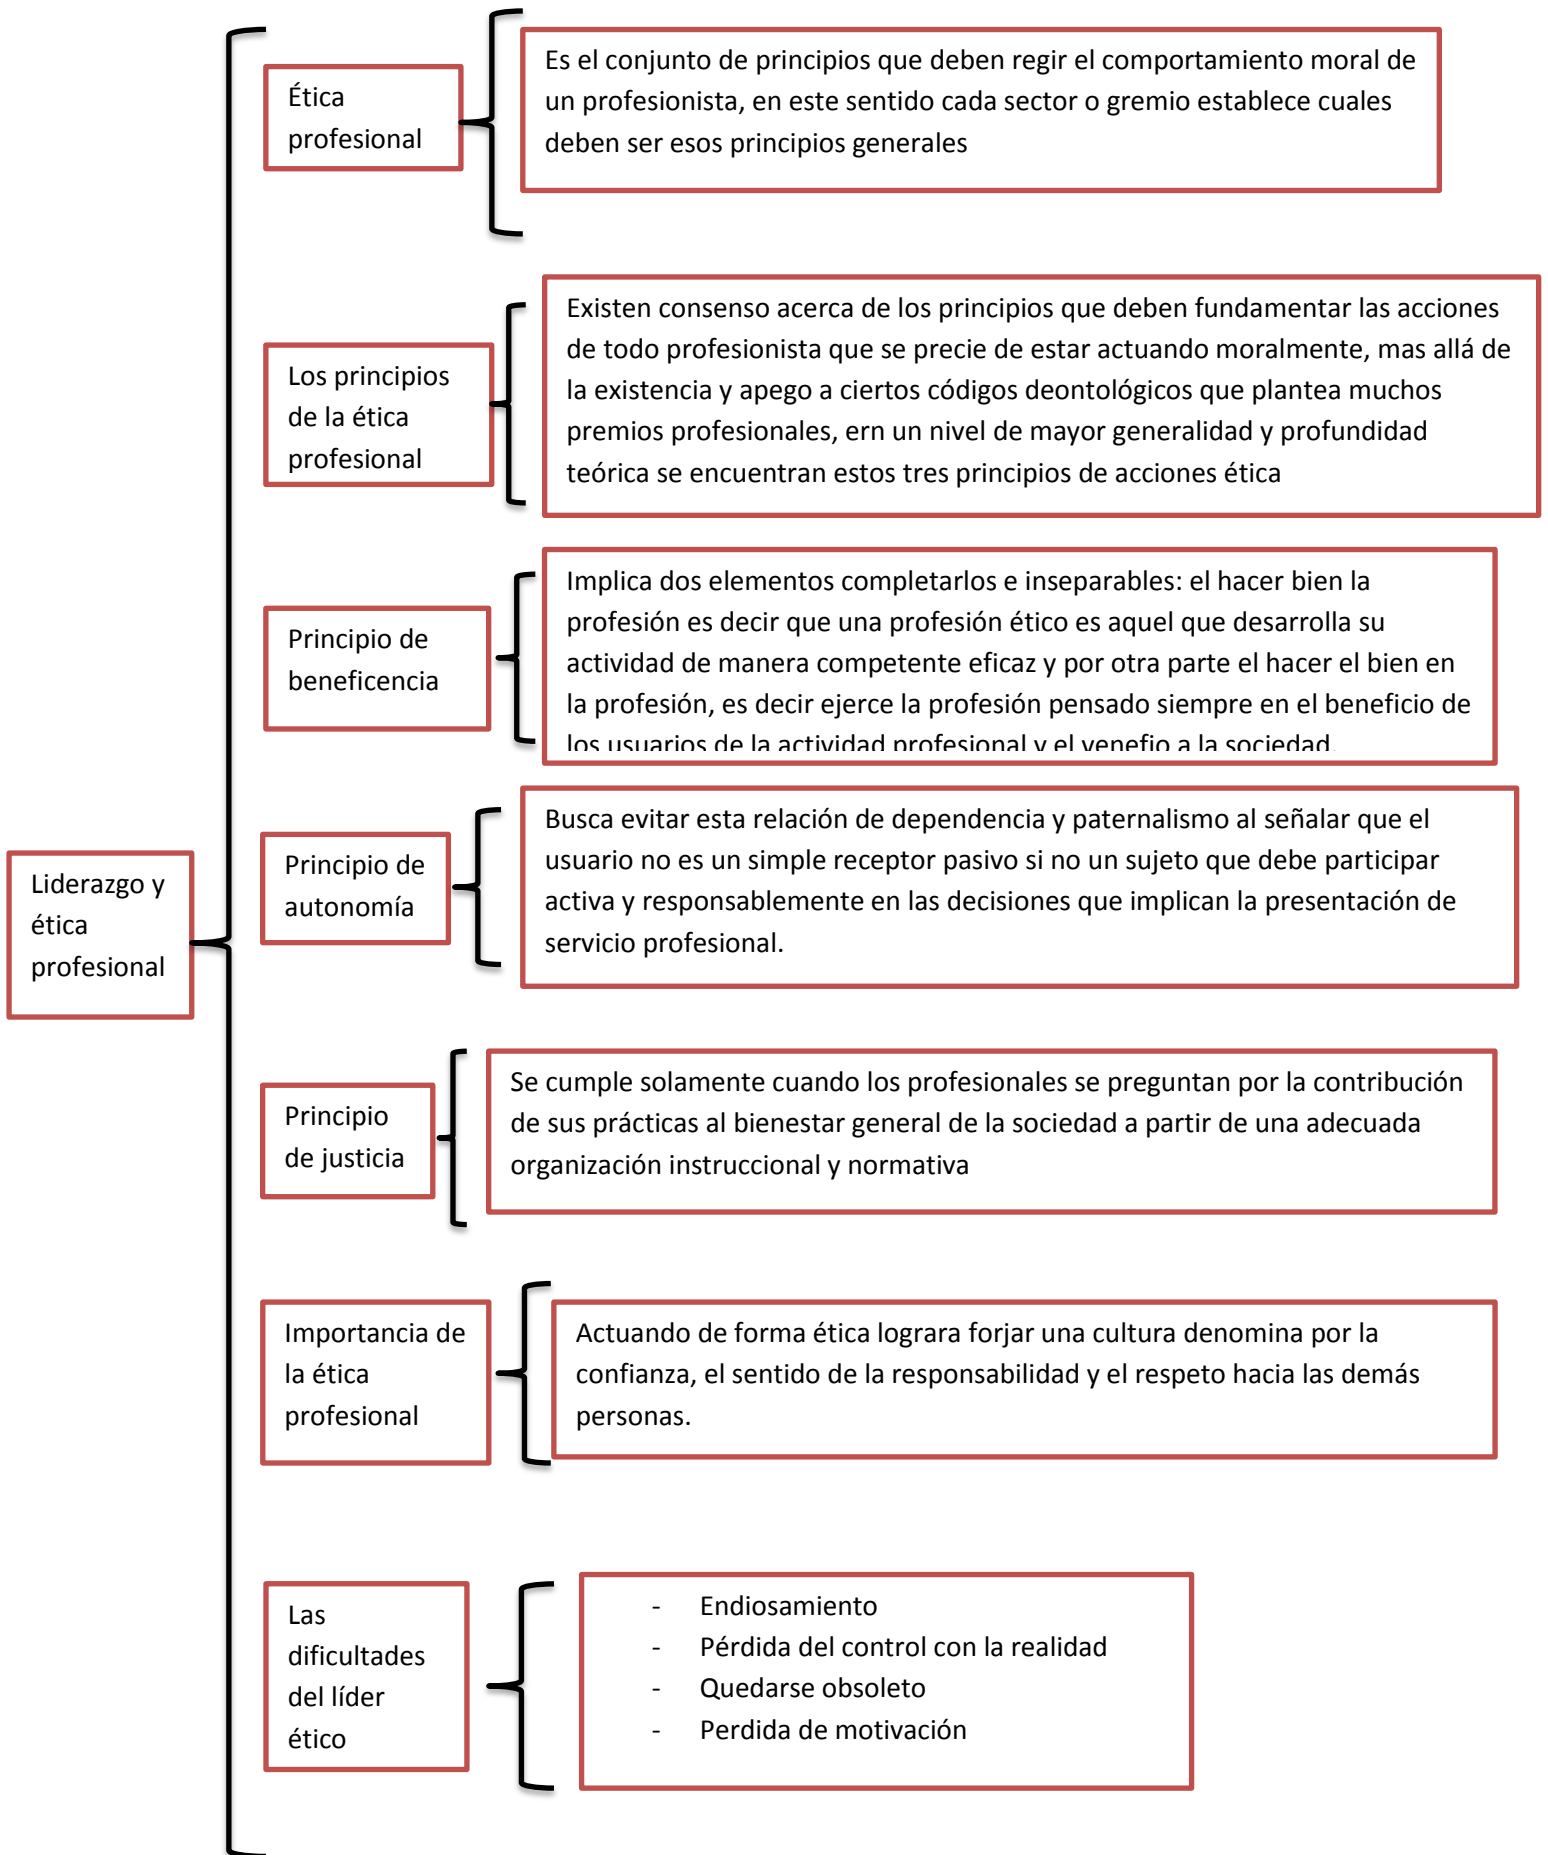 Liderazgo y
ética
profesional
Ética
profesional
Es el conjunto de principios que deben regir el comportamiento moral de
un profesionista, en este sentido cada sector o gremio establece cuales
deben ser esos principios generales
Los principios
de la ética
profesional
Existen consenso acerca de los principios que deben fundamentar las acciones
de todo profesionista que se precie de estar actuando moralmente, mas allá de
la existencia y apego a ciertos códigos deontológicos que plantea muchos
premios profesionales, ern un nivel de mayor generalidad y profundidad
teórica se encuentran estos tres principios de acciones ética
Principio de
beneficencia
Implica dos elementos completarlos e inseparables: el hacer bien la
profesión es decir que una profesión ético es aquel que desarrolla su
actividad de manera competente eficaz y por otra parte el hacer el bien en
la profesión, es decir ejerce la profesión pensado siempre en el beneficio de
los usuarios de la actividad profesional y el venefio a la sociedad.
Principio de
autonomía
Busca evitar esta relación de dependencia y paternalismo al señalar que el
usuario no es un simple receptor pasivo si no un sujeto que debe participar
activa y responsablemente en las decisiones que implican la presentación de
servicio profesional.
Principio
de justicia
Se cumple solamente cuando los profesionales se preguntan por la contribución
de sus prácticas al bienestar general de la sociedad a partir de una adecuada
organización instruccional y normativa
Importancia de
la ética
profesional
Actuando de forma ética lograra forjar una cultura denomina por la
confianza, el sentido de la responsabilidad y el respeto hacia las demás
personas.
Las
dificultades
del líder
ético
- Endiosamiento
- Pérdida del control con la realidad
- Quedarse obsoleto
- Perdida de motivación